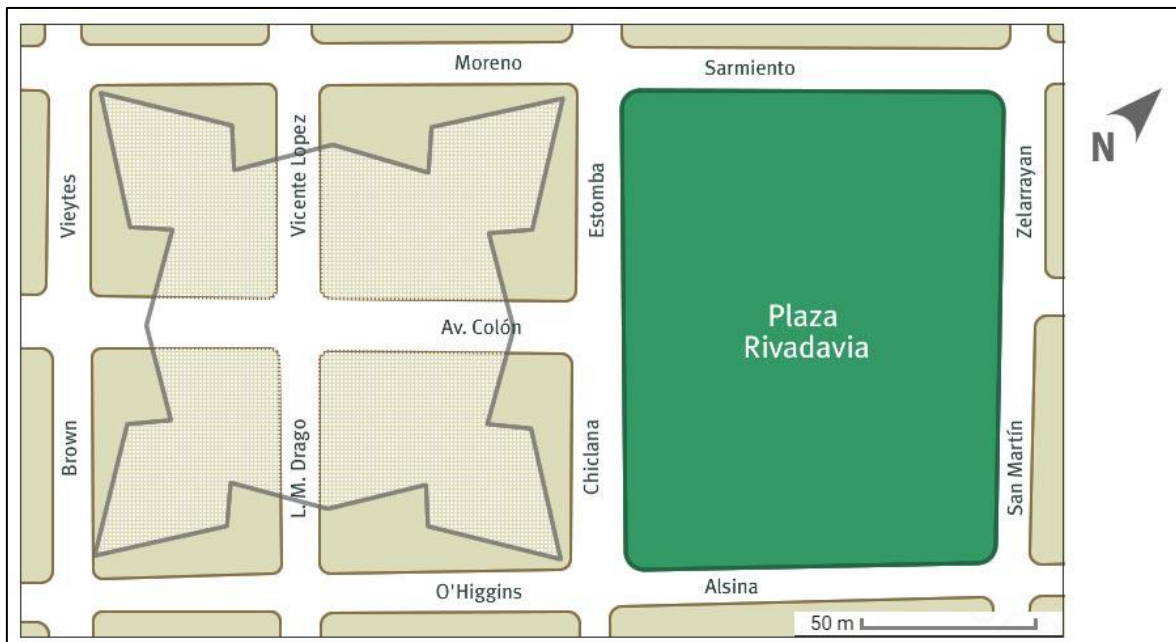 Moreno
Sarmiento
N
Vieytes
Vicente Lopez
Estomba
Zelarrayan
Av. Colón
Plaza
Rivadavia
Brown
L.M. Drago
Chiclana
San Martín
O'Higgins
Alsina
50 m